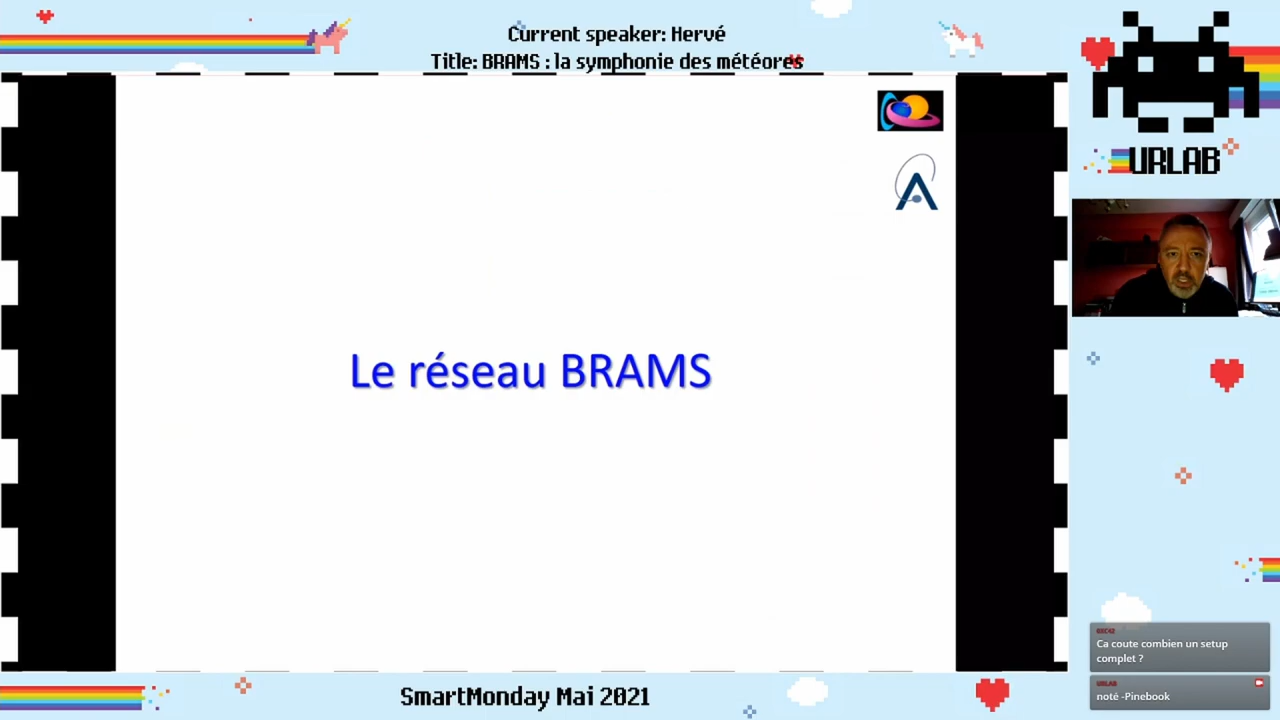 Current speaker: Hervé
Title: BRAMS : la symphonie des météores
URLAB
Le réseau BRAMS
Ca coute combien un setup
complet ?
URLAB
noté -Pinebook
SmartMonday Mai 2021